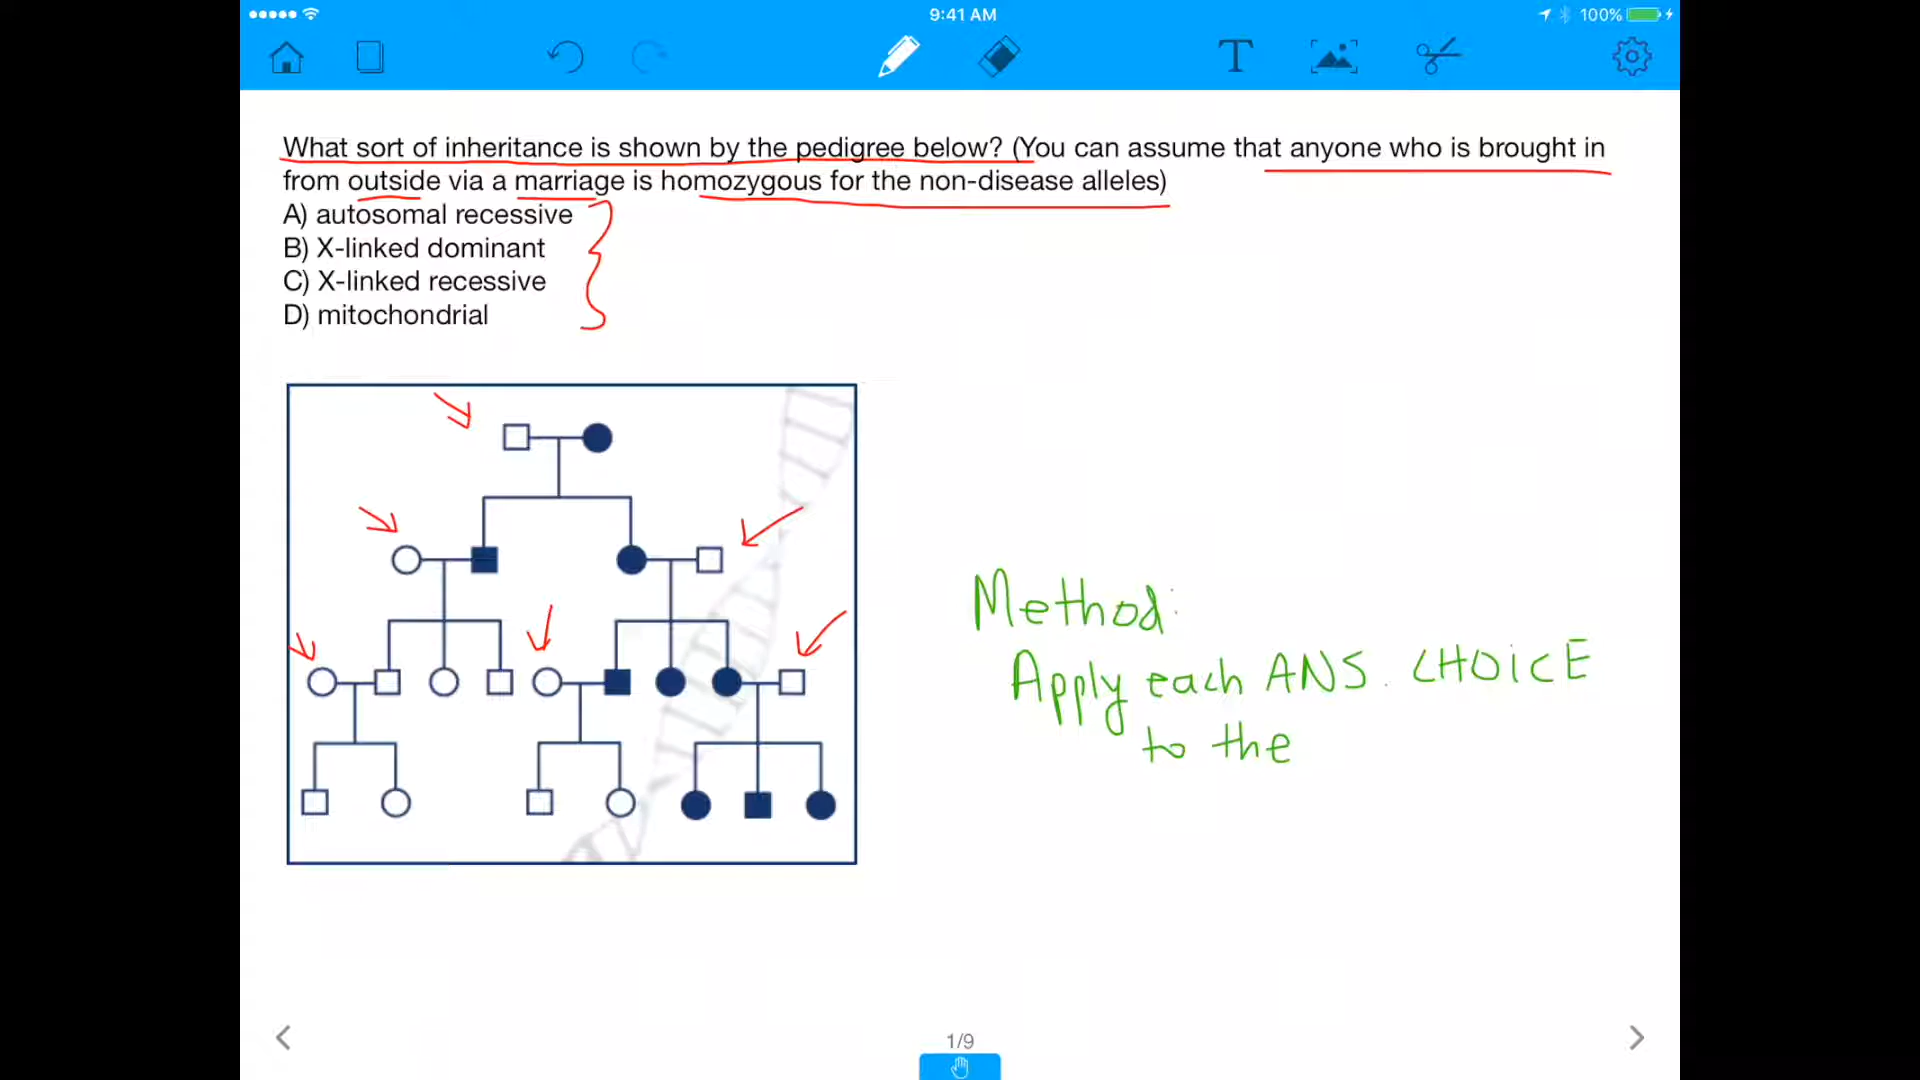 9:41 AM
100%
T
What sort of inheritance is shown by the pedigree below? (You can assume that anyone who is brought in
from outside via a marriage is homozygous for the non-disease alleles)
A) autosomal recessive
B) X-linked dominant
C) X-linked recessive
D) mitochondrial
Method:
Apply each ANS. CHOICE
to the
1/9